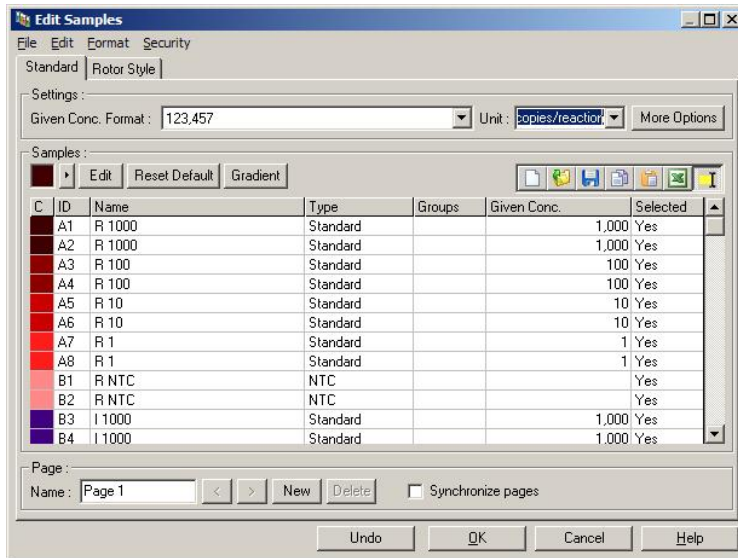 Edit Samples
File Edit Format Security
Standard Rotor Style
Settings :
Given Conc. Format : 123,457 Unit : copies/reaction More Options
Samples :
Edit Reset Default Gradient
C ID Name Type Groups Given Conc. Selected
A1 R 1000 Standard 1,000 Yes
A2 R 1000 Standard 1,000 Yes
A3 R 100 Standard 100 Yes
A4 R 100 Standard 100 Yes
A5 R 10 Standard 10 Yes
A6 R 10 Standard 10 Yes
A7 R 1 Standard 1 Yes
A8 R 1 Standard 1 Yes
B1 R NTC NTC Yes
B2 R NTC NTC Yes
B3 I 1000 Standard 1,000 Yes
B4 I 1000 Standard 1,000 Yes
Page :
Name : Page 1 < > New Delete Synchronize pages
Undo OK Cancel Help